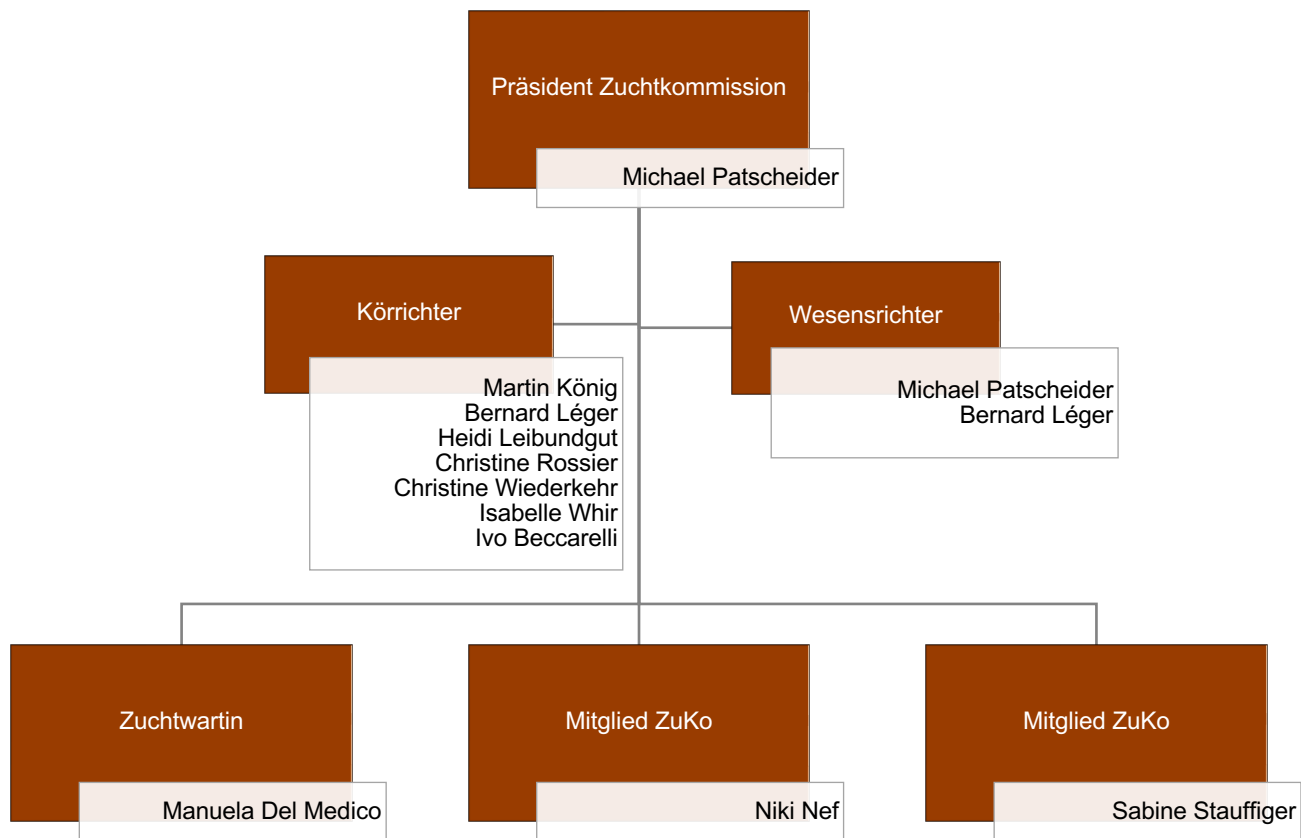 Präsident Zuchtkommission
Michael Patscheider
Körrichter
Martin König
Bernard Léger
Heidi Leibundgut
Christine Rossier
Christine Wiederkehr
Isabelle Whir
Ivo Beccarelli
Wesensrichter
Michael Patscheider
Bernard Léger
Zuchtwartin
Manuela Del Medico
Mitglied ZuKo
Niki Nef
Mitglied ZuKo
Sabine Stauffiger